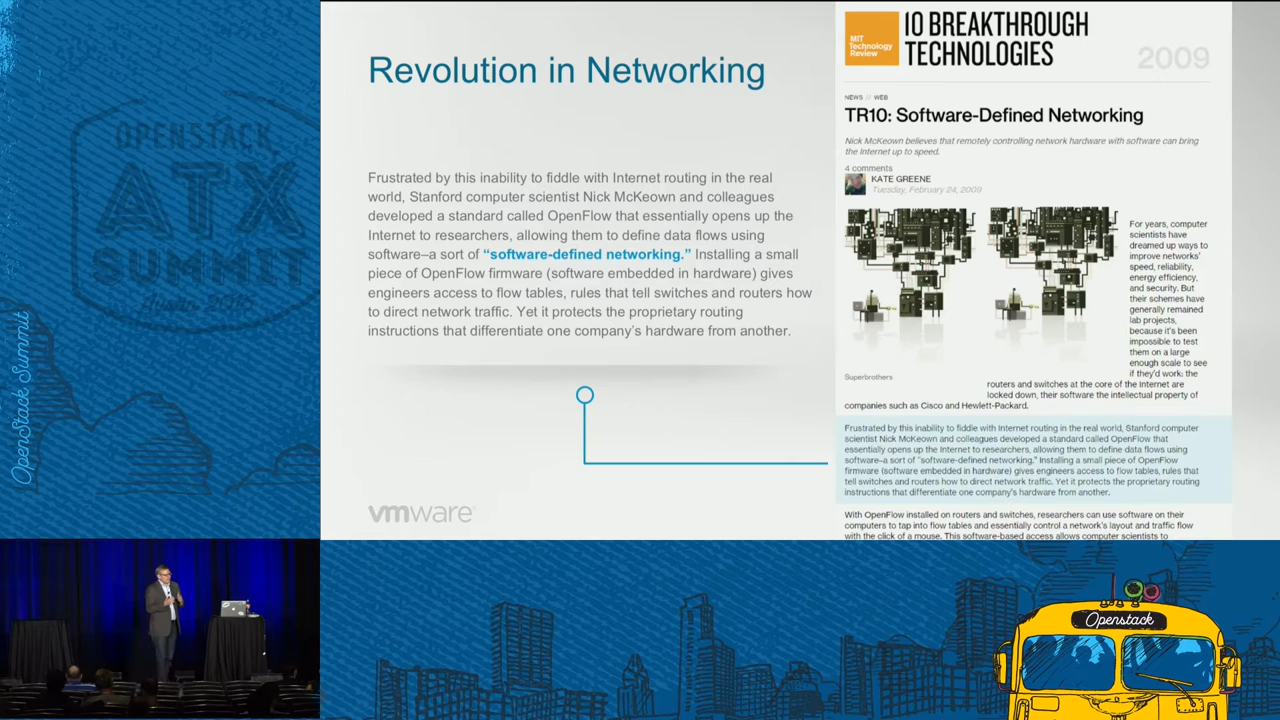 OPENSTACK
ATX
SUMMIT
Austin
OpenStack Summit
Revolution in Networking
Frustrated by this inability to fiddle with Internet routing in the real
world, Stanford computer scientist Nick McKeown and colleagues
developed a standard called OpenFlow that essentially opens up the
Internet to researchers, allowing them to define data flows using
software–a sort of “software-defined networking.” Installing a small
piece of OpenFlow firmware (software embedded in hardware) gives
engineers access to flow tables, rules that tell switches and routers how
to direct network traffic. Yet it protects the proprietary routing
instructions that differentiate one company’s hardware from another.
vmware
MIT
Technology
Review
10 BREAKTHROUGH
TECHNOLOGIES
2009
NEWS // WEB
TR10: Software-Defined Networking
Nick McKeown believes that remotely controlling network hardware with software can bring
the Internet up to speed.
4 comments
KATE GREENE
Tuesday, February 24, 2009
For years, computer
scientists have
dreamed up ways to
improve networks’
speed, reliability,
energy efficiency,
and security. But
their schemes have
generally remained
lab projects,
because it’s been
impossible to test
them on a large
enough scale to see
if they’d work: the
Superbrothers
routers and switches at the core of the Internet are
locked down, their software the intellectual property of
companies such as Cisco and Hewlett-Packard.
Frustrated by this inability to fiddle with Internet routing in the real world, Stanford computer
scientist Nick McKeown and colleagues developed a standard called OpenFlow that
essentially opens up the Internet to researchers, allowing them to define data flows using
software–a sort of “software-defined networking.” Installing a small piece of OpenFlow
firmware (software embedded in hardware) gives engineers access to flow tables, rules that
tell switches and routers how to direct network traffic. Yet it protects the proprietary routing
instructions that differentiate one company’s hardware from another.
With OpenFlow installed on routers and switches, researchers can use software on their
computers to tap into flow tables and essentially control a network’s layout and traffic flow
with the click of a mouse. This software-based access allows computer scientists to
Openstack